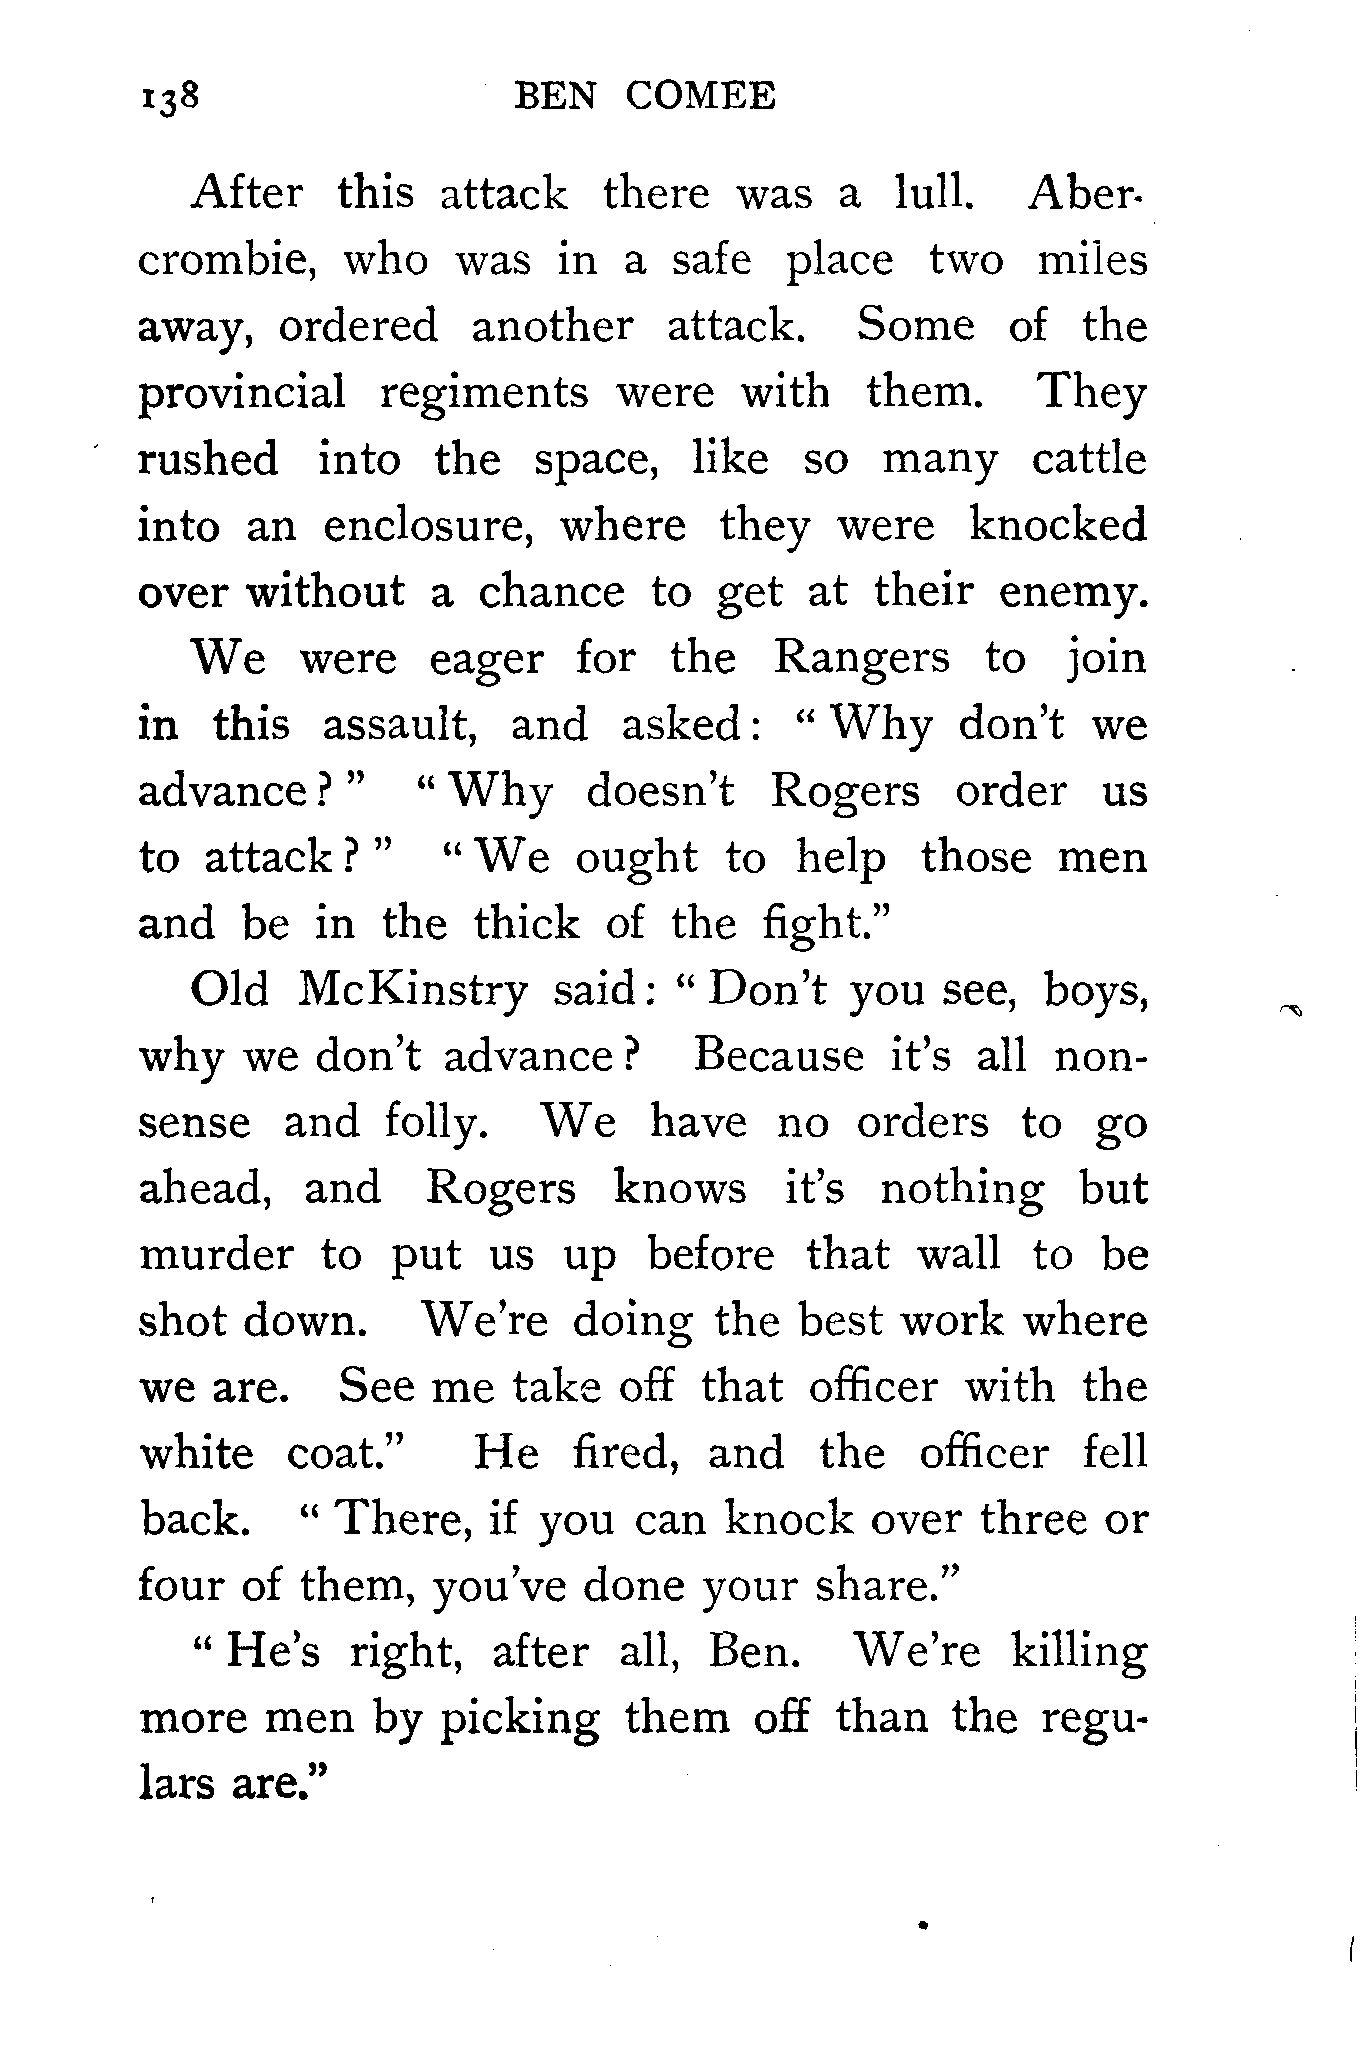 138 BEN COMEE
After this attack there was a lull. Aber-
crombie, who was in a safe place two miles
away, ordered another attack. Some of the
provincial regiments were with them. They
rushed into the space, like so many cattle
into an enclosure, where they were knocked
over without a chance to get at their enemy.
We were eager for the Rangers to join
in this assault, and asked: “ Why don't we
advance? ” “ Why doesn't Rogers order us
to attack? ” “ We ought to help those men
and be in the thick of the fight.”
Old McKinstry said: “ Don't you see, boys,
why we don't advance? Because it's all non-
sense and folly. We have no orders to go
ahead, and Rogers knows it's nothing but
murder to put us up before that wall to be
shot down. We're doing the best work where
we are. See me take off that officer with the
white coat.” He fired, and the officer fell
back. “ There, if you can knock over three or
four of them, you've done your share.”
“ He's right, after all, Ben. We're killing
more men by picking them off than the regu-
lars are.”